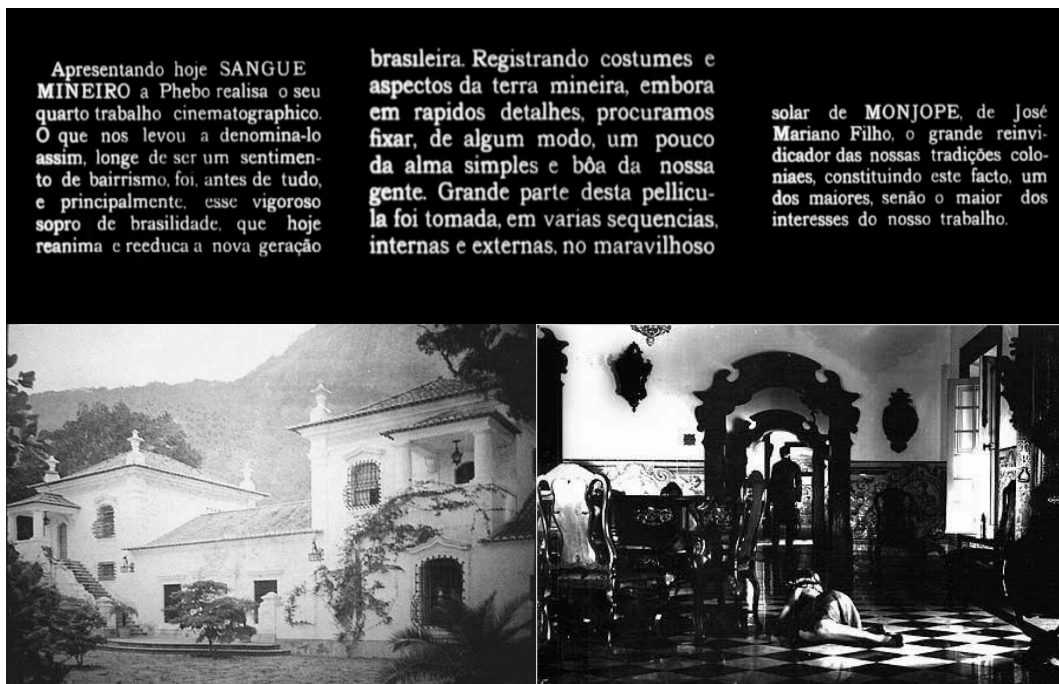 Apresentando hoje SANGUE
MINEIRO a Phebo realisa o seu
quarto trabalho cinematographico.
O que nos levou a denomina-lo
assim, longe de ser um sentimen-
to de bairrismo, foi, antes de tudo,
e principalmente, esse vigoroso
sopro de brasilidade, que hoje
reanima e reeduca a nova geração
brasileira. Registrando costumes e
aspectos da terra mineira, embora
em rapidos detalhes, procuramos
fixar, de algum modo, um pouco
da alma simples e bôa da nossa
gente. Grande parte desta pellicu-
la foi tomada, em varias sequencias,
internas e externas, no maravilhoso
solar de MONJOPE, de José
Mariano Filho, o grande reinvi-
dicador das nossas tradições colo-
niaes, constituindo este facto, um
dos maiores, senão o maior dos
interesses do nosso trabalho.